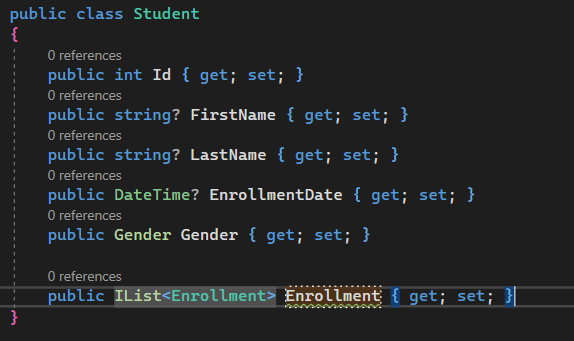 public class Student
{
0 references
public int Id { get; set; }
0 references
public string? FirstName { get; set; }
0 references
public string? LastName { get; set; }
0 references
public DateTime? EnrollmentDate { get; set; }
0 references
public Gender Gender { get; set; }
0 references
public IList<Enrollment> Enrollment { get; set; }
}